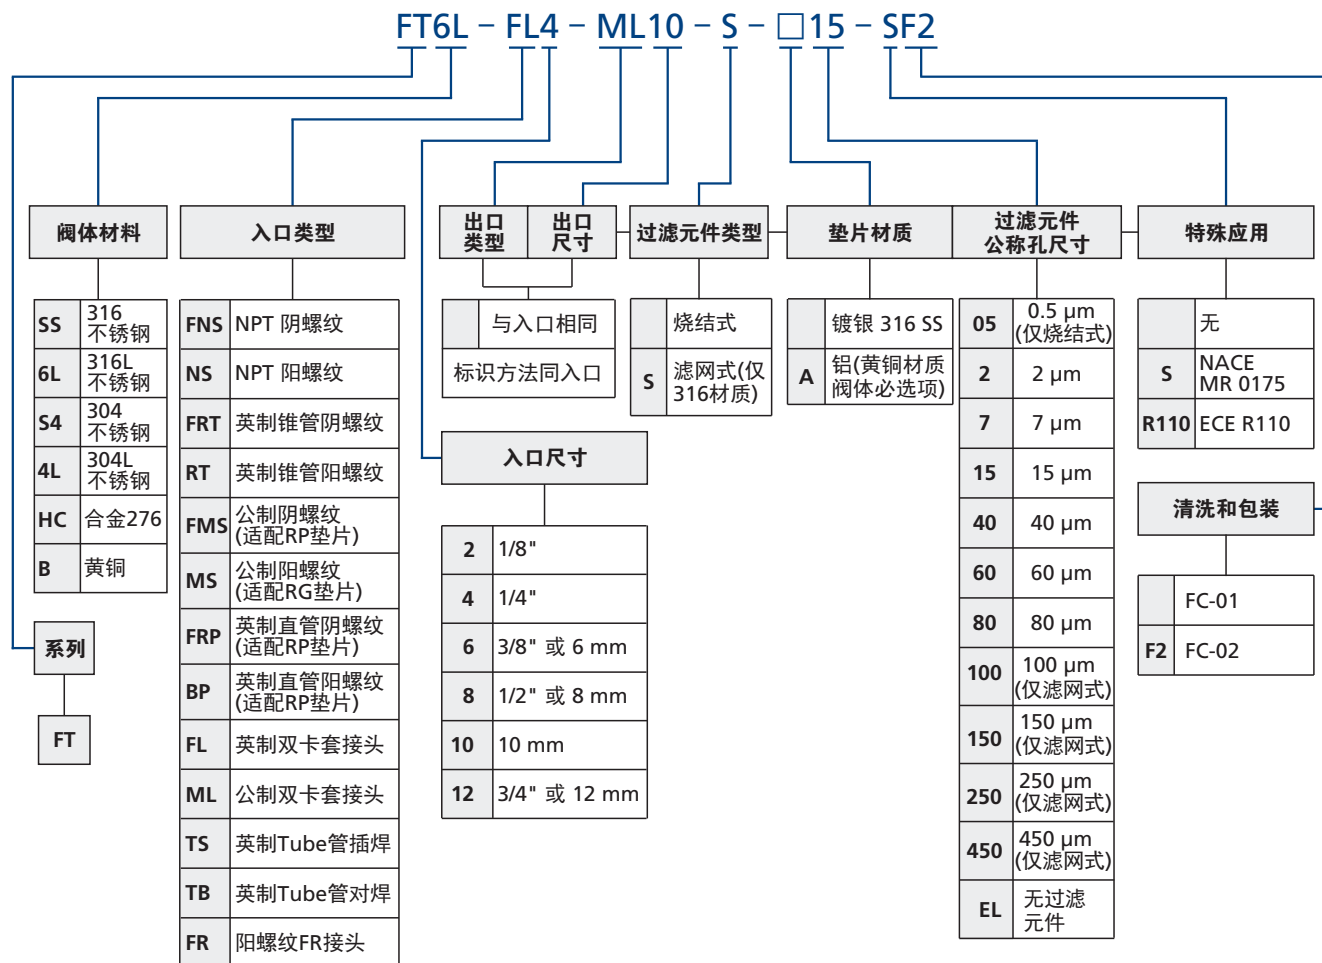 FT6L – FL4 – ML10 – S – □15 – SF2
阀体材料
SS 316
不锈钢
6L 316L
不锈钢
S4 304
不锈钢
4L 304L
不锈钢
HC 合金276
B 黄铜
系列
FT
入口类型
FNS NPT 阴螺纹
NS NPT 阳螺纹
FRT 英制锥管阴螺纹
RT 英制锥管阳螺纹
FMS 公制阴螺纹
(适配RP垫片)
MS 公制阳螺纹
(适配RG垫片)
FRP 英制直管阴螺纹
(适配RP垫片)
BP 英制直管阳螺纹
(适配RP垫片)
FL 英制双卡套接头
ML 公制双卡套接头
TS 英制Tube管插焊
TB 英制Tube管对焊
FR 阳螺纹FR接头
出口
类型
出口
尺寸
与入口相同
标识方法同入口
入口尺寸
2 1/8"
4 1/4"
6 3/8" 或 6 mm
8 1/2" 或 8 mm
10 10 mm
12 3/4" 或 12 mm
过滤元件类型
烧结式
S 滤网式(仅
316材质)
垫片材质
镀银 316 SS
A 铝(黄铜材质
阀体必选项)
过滤元件
公称孔尺寸
05 0.5 µm
(仅烧结式)
2 2 µm
7 7 µm
15 15 µm
40 40 µm
60 60 µm
80 80 µm
100 100 µm
(仅滤网式)
150 150 µm
(仅滤网式)
250 250 µm
(仅滤网式)
450 450 µm
(仅滤网式)
EL 无过滤
元件
特殊应用
无
S NACE
MR 0175
R110 ECE R110
清洗和包装
FC-01
F2 FC-02